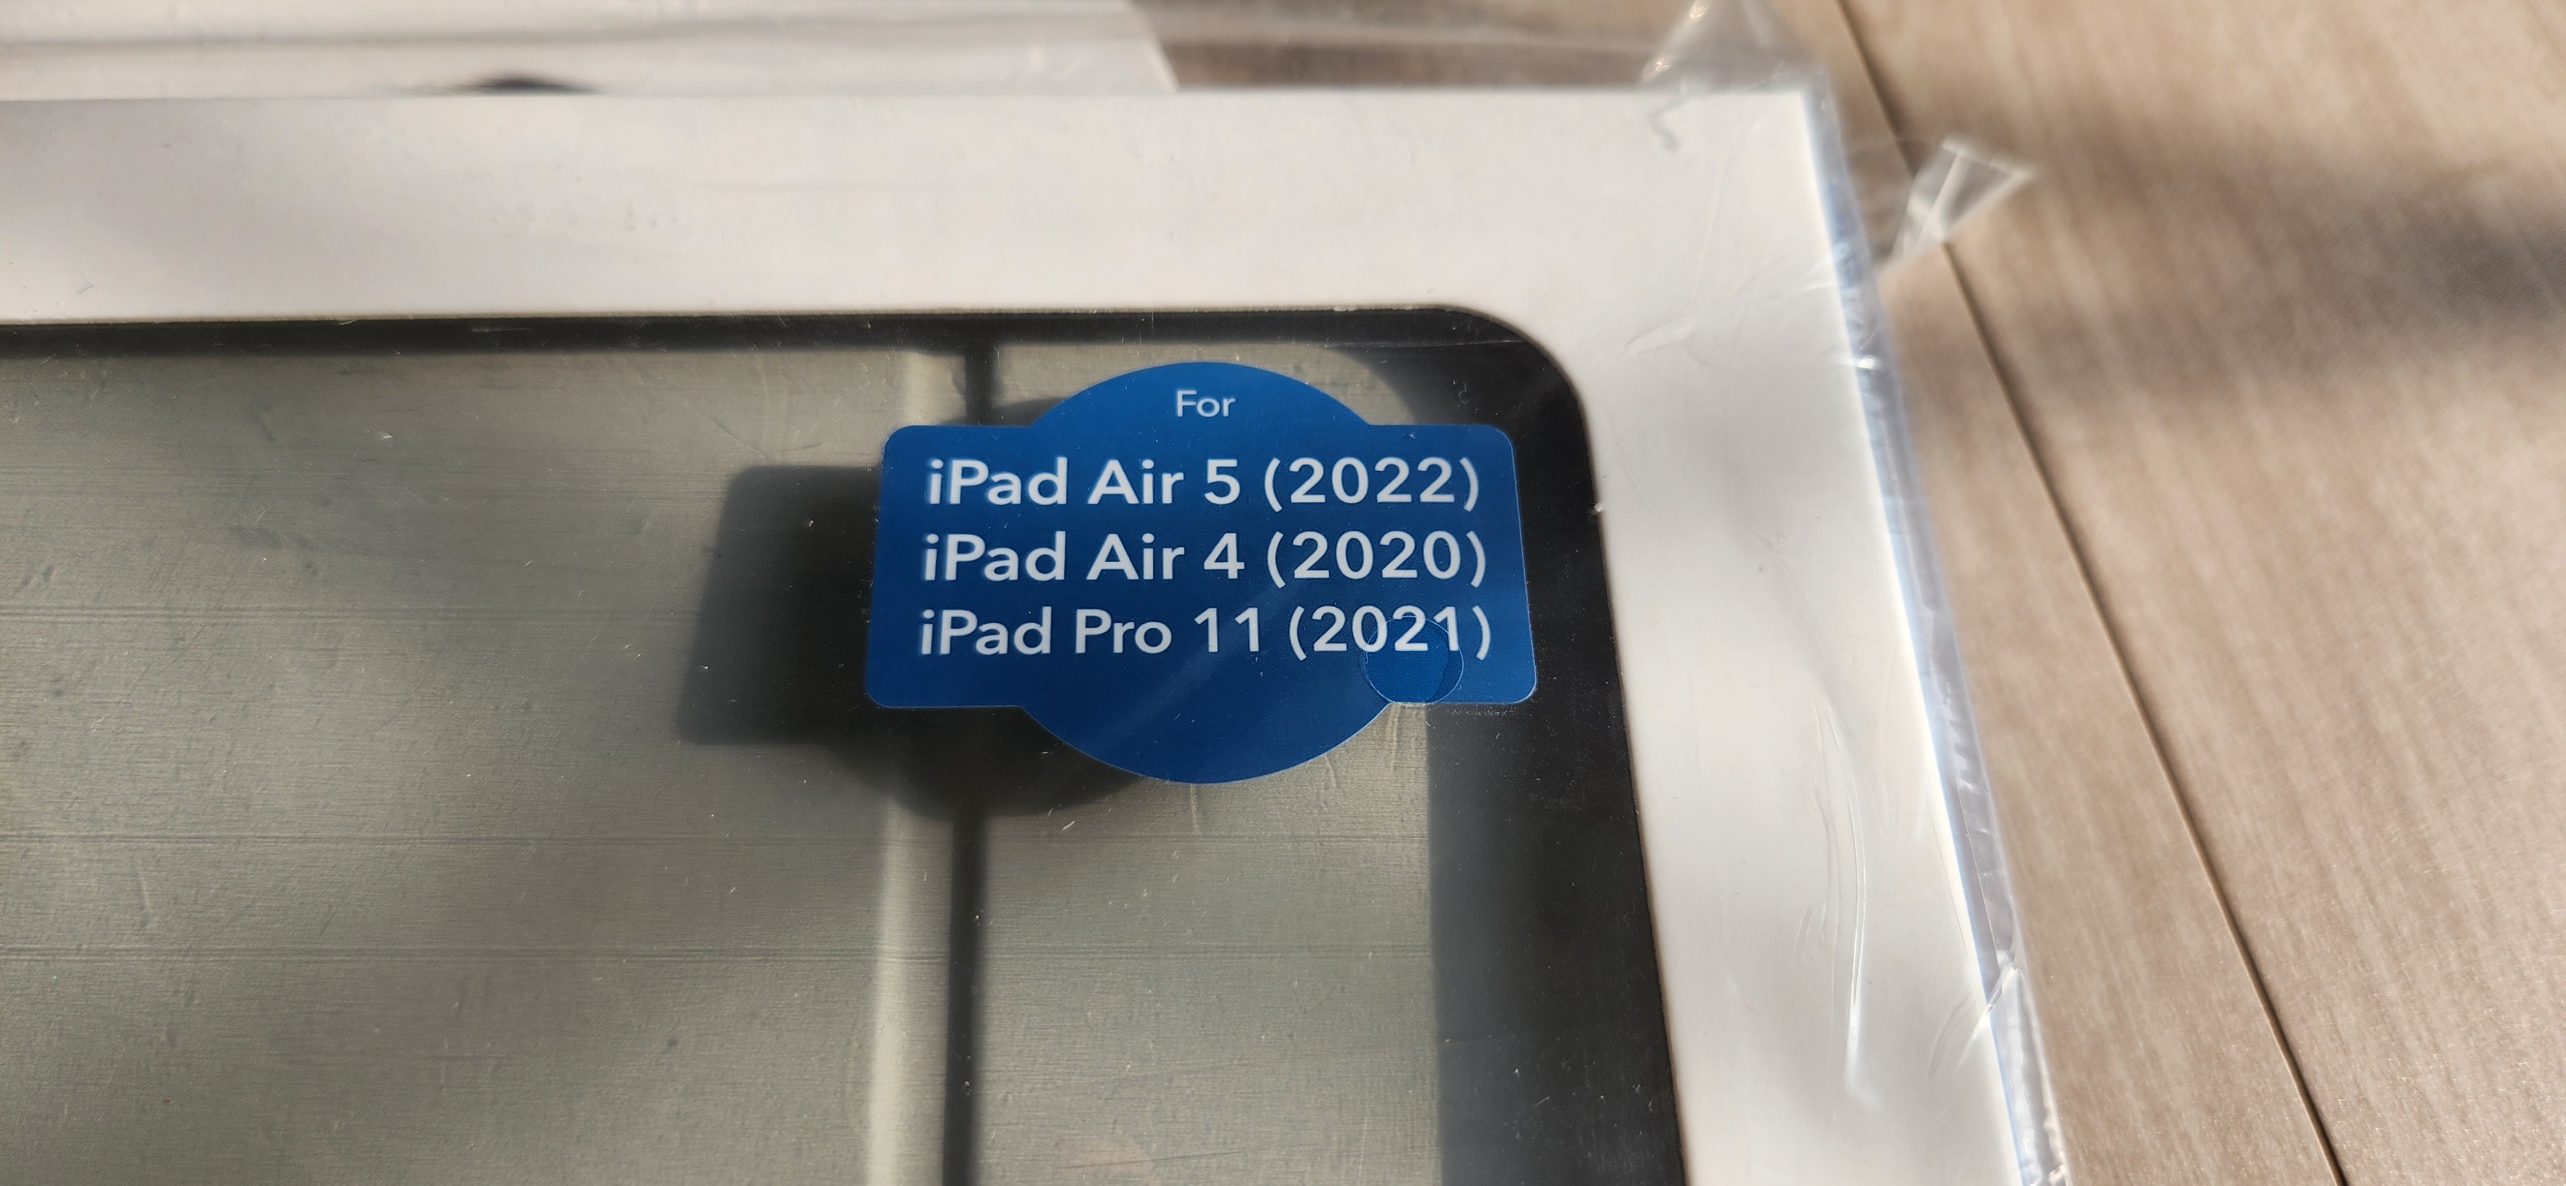 For
iPad Air 5 (2022)
iPad Air 4 (2020)
iPad Pro 11 (2021)